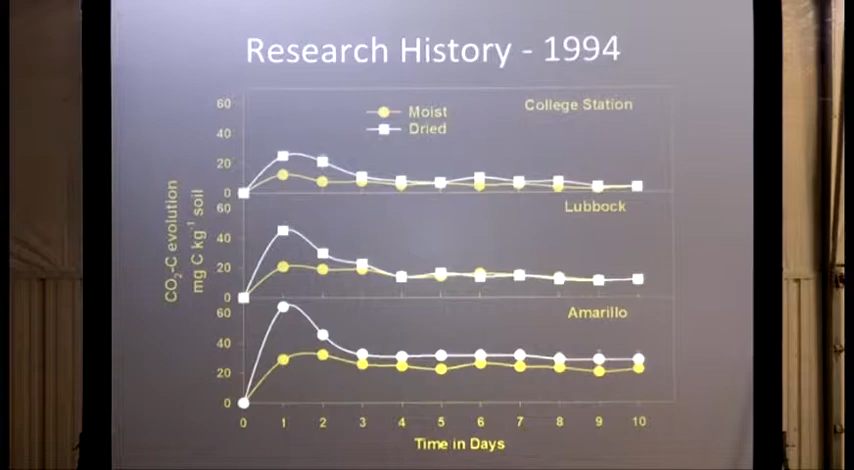 Research History - 1994
60
40
20
0
Moist
Dried
College Station
60
40
20
0
Lubbock
60
40
20
0
Amarillo
CO₂-C evolution
mg C kg⁻¹ soil
0 1 2 3 4 5 6 7 8 9 10
Time in Days